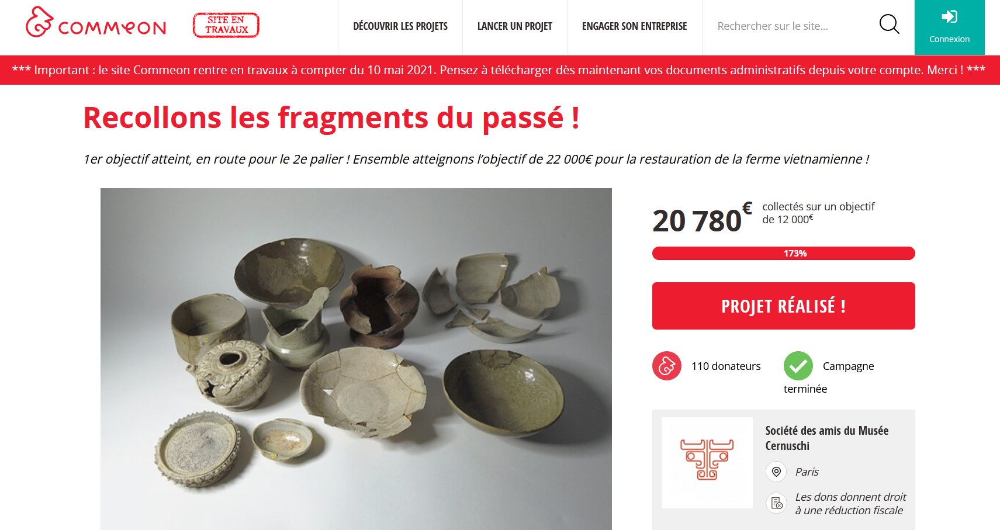 COMMEON
SITE EN
TRAVAUX
DÉCOUVRIR LES PROJETS
LANCER UN PROJET
ENGAGER SON ENTREPRISE
Rechercher sur le site...
Connexion
*** Important : le site Commeon rentre en travaux à compter du 10 mai 2021. Pensez à télécharger dès maintenant vos documents administratifs depuis votre compte. Merci ! ***
Recollons les fragments du passé !
1er objectif atteint, en route pour le 2e palier ! Ensemble atteignons l’objectif de 22 000€ pour la restauration de la ferme vietnamienne !
20 780€
collectés sur un objectif
de 12 000€
173%
PROJET RÉALISÉ !
110 donateurs
Campagne
terminée
Société des amis du Musée
Cernuschi
Paris
Les dons donnent droit
à une réduction fiscale